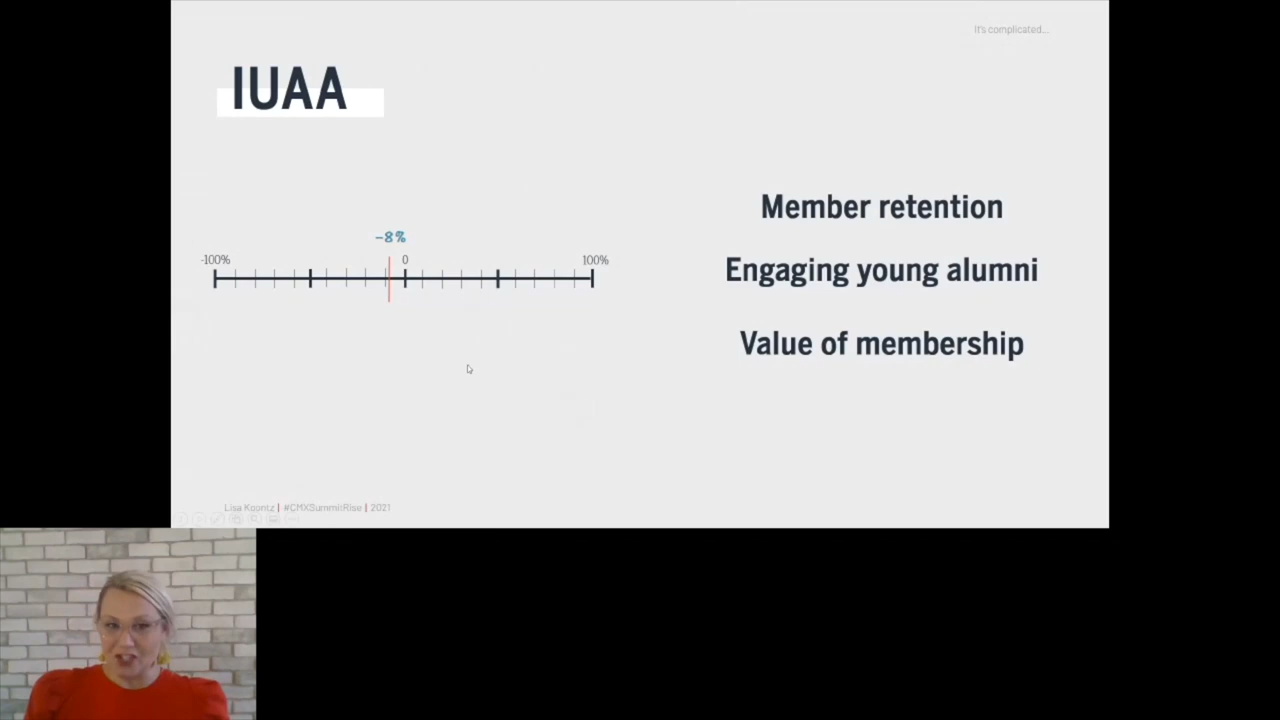 It's complicated...
IUAA
Member retention
-8%
-100% 0 100%
Engaging young alumni
Value of membership
Lisa Kountz | #CMXSummitRise | 2021